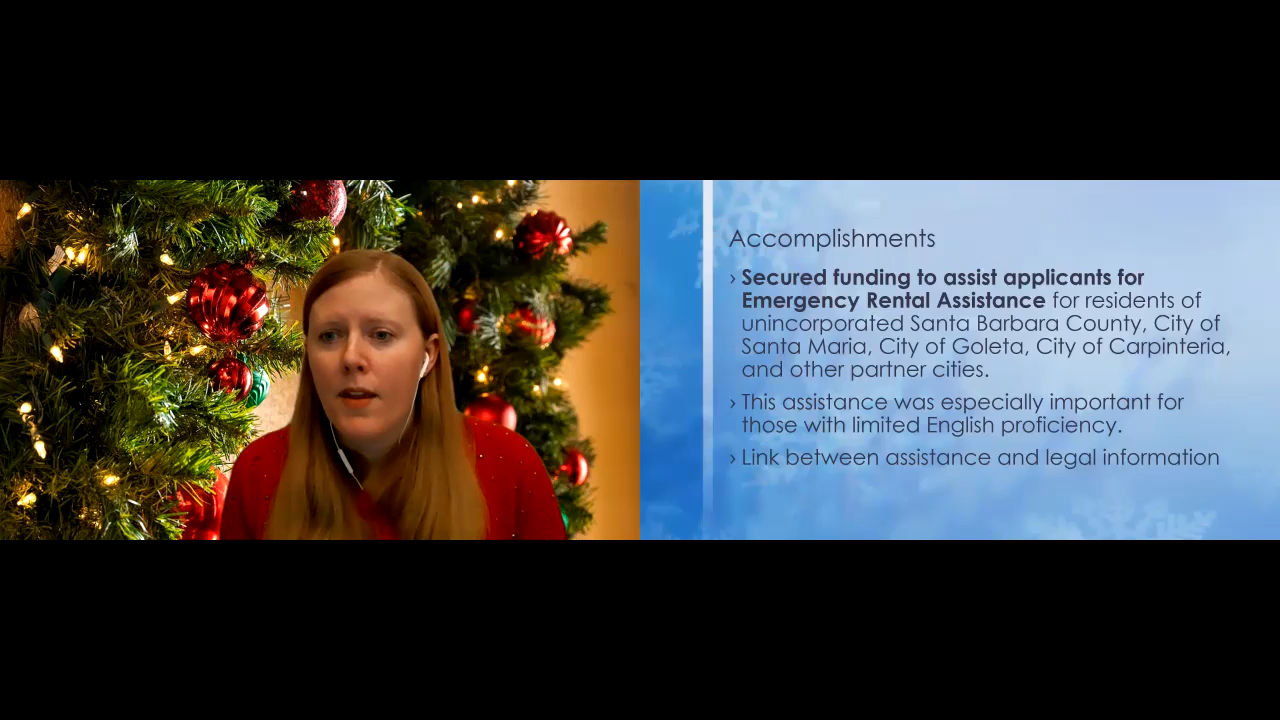 Accomplishments
› Secured funding to assist applicants for
Emergency Rental Assistance for residents of
unincorporated Santa Barbara County, City of
Santa Maria, City of Goleta, City of Carpinteria,
and other partner cities.
› This assistance was especially important for
those with limited English proficiency.
› Link between assistance and legal information